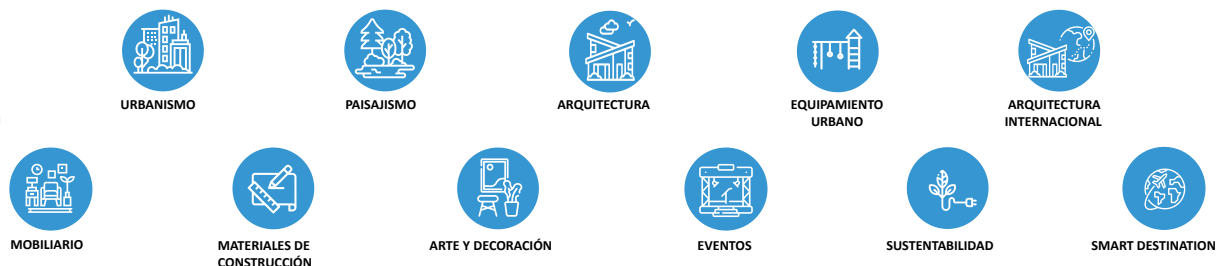 URBANISMO
PAISAJISMO
ARQUITECTURA
EQUIPAMIENTO
URBANO
ARQUITECTURA
INTERNACIONAL
MOBILIARIO
MATERIALES DE
CONSTRUCCIÓN
ARTE Y DECORACIÓN
EVENTOS
SUSTENTABILIDAD
SMART DESTINATION